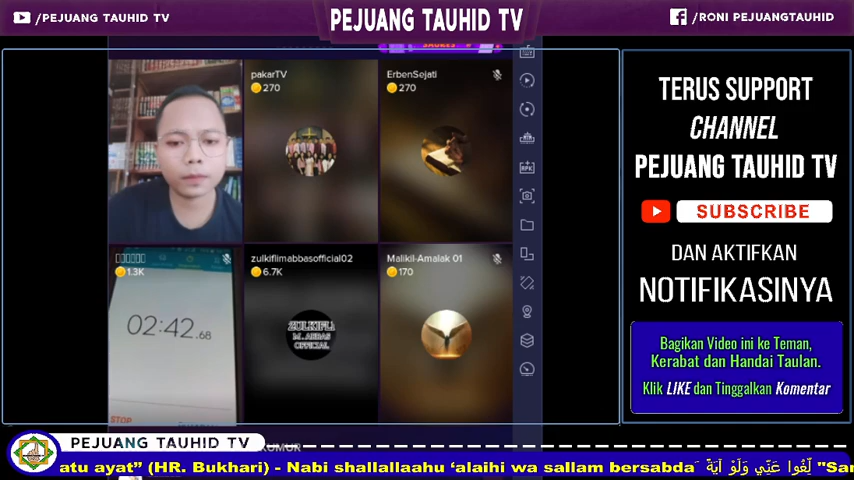 /PEJUANG TAUHID TV
PEJUANG TAUHID TV
/RONI PEJUANGTAUHID
pakarTV
270
ErbenSejati
270
1.3K
zulkiflimabbasofficial02
6.7K
Malikil-Amalak 01
170
02:42.68
ZULKIFLI
M. ABBAS
OFFICIAL
STOP
TERUS SUPPORT
CHANNEL
PEJUANG TAUHID TV
SUBSCRIBE
DAN AKTIFKAN
NOTIFIKASINYA
Bagikan Video ini ke Teman,
Kerabat dan Handai Taulan.
Klik LIKE dan Tinggalkan Komentar
PEJUANG TAUHID TV
atu ayat” (HR. Bukhari) - Nabi shallallaahu ‘alaihi wa sallam bersabda لِّغُوا عَنِّي وَلَوْ آيَةً "Sam